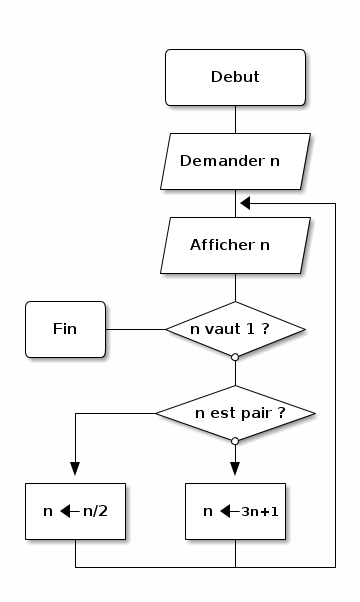 Debut
Demander n
Afficher n
Fin
n vaut 1 ?
n est pair ?
n ← n/2
n ← 3n+1